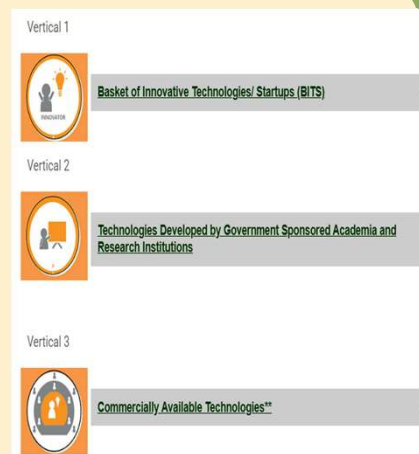 Vertical 1
INNOVATOR
Basket of Innovative Technologies/ Startups (BITS)
Vertical 2
Technologies Developed by Government Sponsored Academia and
Research Institutions
Vertical 3
Commercially Available Technologies**